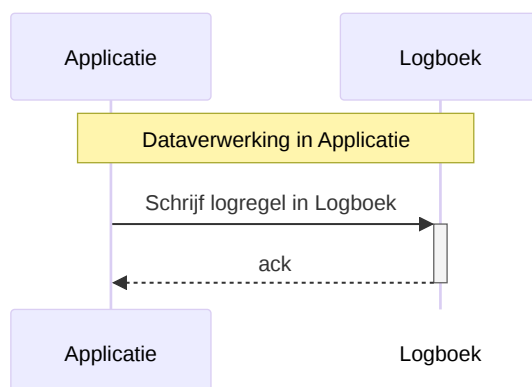 Applicatie
Logboek
Dataverwerking in Applicatie
Schrijf logregel in Logboek
ack
Applicatie
Logboek